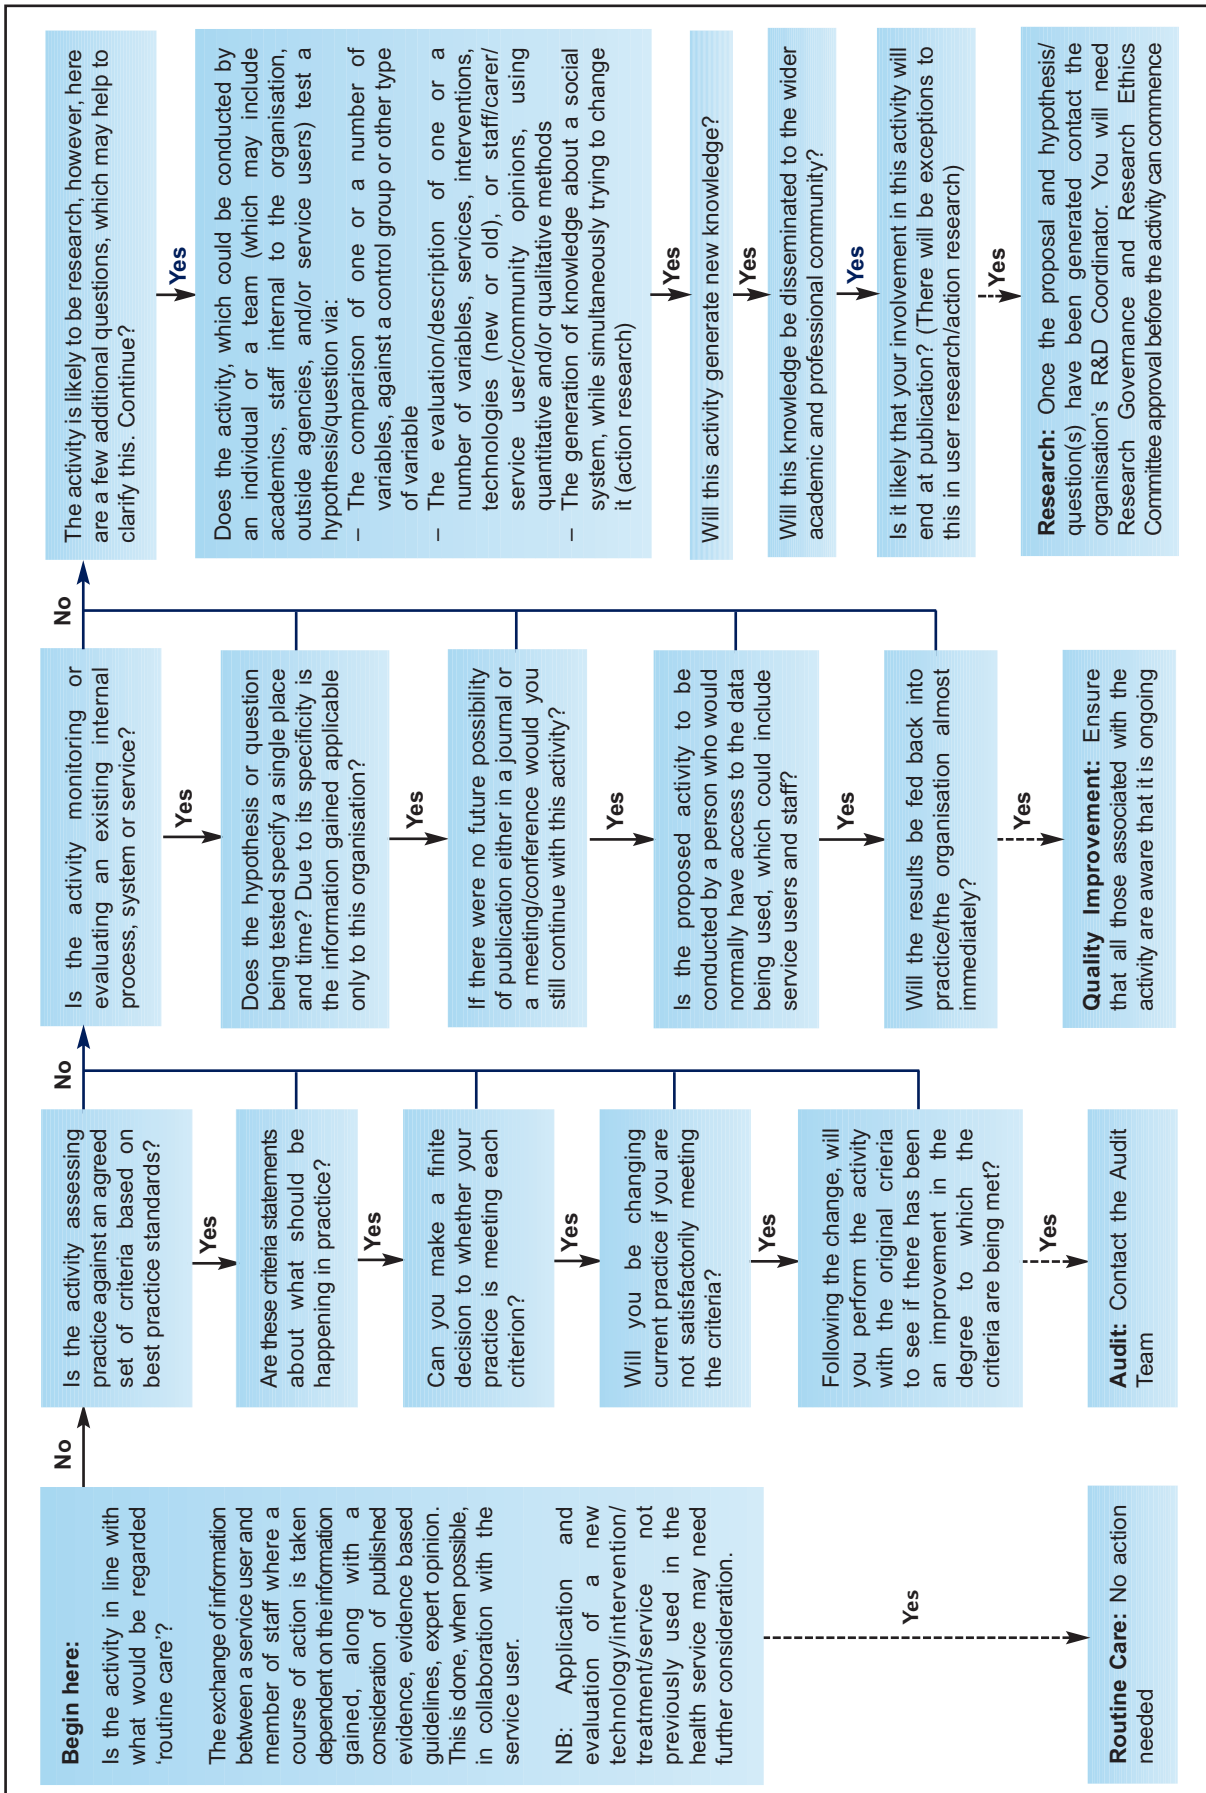 Begin here:
Is the activity in line with
what would be regarded
‘routine care’?
The exchange of information
between a service user and
member of staff where a
course of action is taken
dependent on the information
gained, along with a
consideration of published
evidence, evidence based
guidelines, expert opinion.
This is done, when possible,
in collaboration with the
service user.
NB: Application and
evaluation of a new
technology/intervention/
treatment/service not
previously used in the
health service may need
further consideration.
Yes
Routine Care: No action
needed
No
Is the activity assessing
practice against an agreed
set of criteria based on
best practice standards?
Yes
Are these criteria statements
about what should be
happening in practice?
Yes
Can you make a finite
decision to whether your
practice is meeting each
criterion?
Yes
Will you be changing
current practice if you are
not satisfactorily meeting
the criteria?
Yes
Following the change, will
you perform the activity
with the original crieria
to see if there has been
an improvement in the
degree to which the
criteria are being met?
Yes
Audit: Contact the Audit
Team
No
Is the activity monitoring or
evaluating an existing internal
process, system or service?
Yes
Does the hypothesis or question
being tested specify a single place
and time? Due to its specificity is
the information gained applicable
only to this organisation?
Yes
If there were no future possibility
of publication either in a journal or
a meeting/conference would you
still continue with this activity?
Yes
Is the proposed activity to be
conducted by a person who would
normally have access to the data
being used, which could include
service users and staff?
Yes
Will the results be fed back into
practice/the organisation almost
immediately?
Yes
Quality Improvement: Ensure
that all those associated with the
activity are aware that it is ongoing
No
The activity is likely to be research, however, here
are a few additional questions, which may help to
clarify this. Continue?
Yes
Does the activity, which could be conducted by
an individual or a team (which may include
academics, staff internal to the organisation,
outside agencies, and/or service users) test a
hypothesis/question via:
– The comparison of one or a number of
variables, against a control group or other type
of variable
– The evaluation/description of one or a
number of variables, services, interventions,
technologies (new or old), or staff/carer/
service user/community opinions, using
quantitative and/or qualitative methods
– The generation of knowledge about a social
system, while simultaneously trying to change
it (action research)
Yes
Will this activity generate new knowledge?
Yes
Will this knowledge be disseminated to the wider
academic and professional community?
Yes
Is it likely that your involvement in this activity will
end at publication? (There will be exceptions to
this in user research/action research)
Yes
Research: Once the proposal and hypothesis/
question(s) have been generated contact the
organisation’s R&D Coordinator. You will need
Research Governance and Research Ethics
Committee approval before the activity can commence